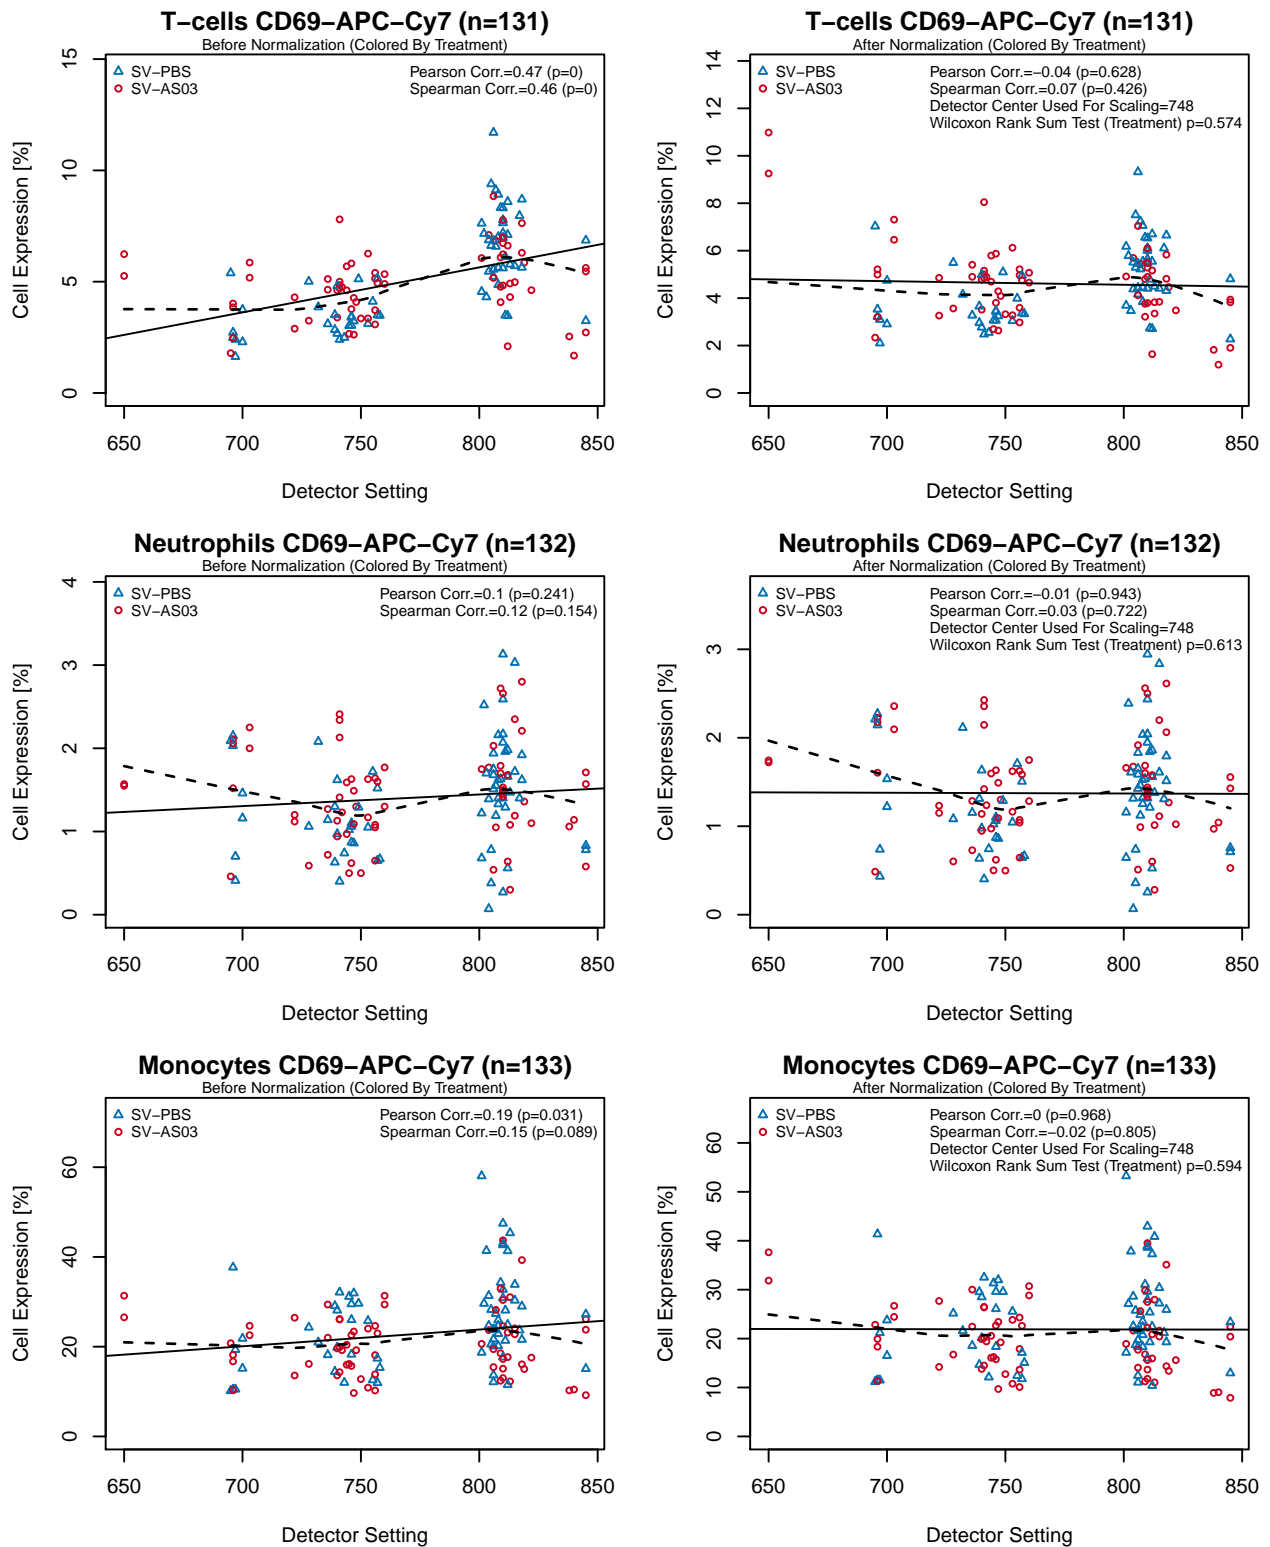 T−cells CD69−APC−Cy7 (n=131)
Before Normalization (Colored By Treatment)
SV−PBS
SV−AS03
Pearson Corr.=0.47 (p=0)
Spearman Corr.=0.46 (p=0)
Cell Expression [%]
0 5 10 15
650 700 750 800 850
Detector Setting
T−cells CD69−APC−Cy7 (n=131)
After Normalization (Colored By Treatment)
SV−PBS
SV−AS03
Pearson Corr.=−0.04 (p=0.628)
Spearman Corr.=0.07 (p=0.426)
Detector Center Used For Scaling=748
Wilcoxon Rank Sum Test (Treatment) p=0.574
Cell Expression [%]
0 2 4 6 8 10 12 14
650 700 750 800 850
Detector Setting
Neutrophils CD69−APC−Cy7 (n=132)
Before Normalization (Colored By Treatment)
SV−PBS
SV−AS03
Pearson Corr.=0.1 (p=0.241)
Spearman Corr.=0.12 (p=0.154)
Cell Expression [%]
0 1 2 3 4
650 700 750 800 850
Detector Setting
Neutrophils CD69−APC−Cy7 (n=132)
After Normalization (Colored By Treatment)
SV−PBS
SV−AS03
Pearson Corr.=−0.01 (p=0.943)
Spearman Corr.=0.03 (p=0.722)
Detector Center Used For Scaling=748
Wilcoxon Rank Sum Test (Treatment) p=0.613
Cell Expression [%]
0 1 2 3
650 700 750 800 850
Detector Setting
Monocytes CD69−APC−Cy7 (n=133)
Before Normalization (Colored By Treatment)
SV−PBS
SV−AS03
Pearson Corr.=0.19 (p=0.031)
Spearman Corr.=0.15 (p=0.089)
Cell Expression [%]
0 20 40 60
650 700 750 800 850
Detector Setting
Monocytes CD69−APC−Cy7 (n=133)
After Normalization (Colored By Treatment)
SV−PBS
SV−AS03
Pearson Corr.=0 (p=0.968)
Spearman Corr.=−0.02 (p=0.805)
Detector Center Used For Scaling=748
Wilcoxon Rank Sum Test (Treatment) p=0.594
Cell Expression [%]
0 10 20 30 40 50 60
650 700 750 800 850
Detector Setting